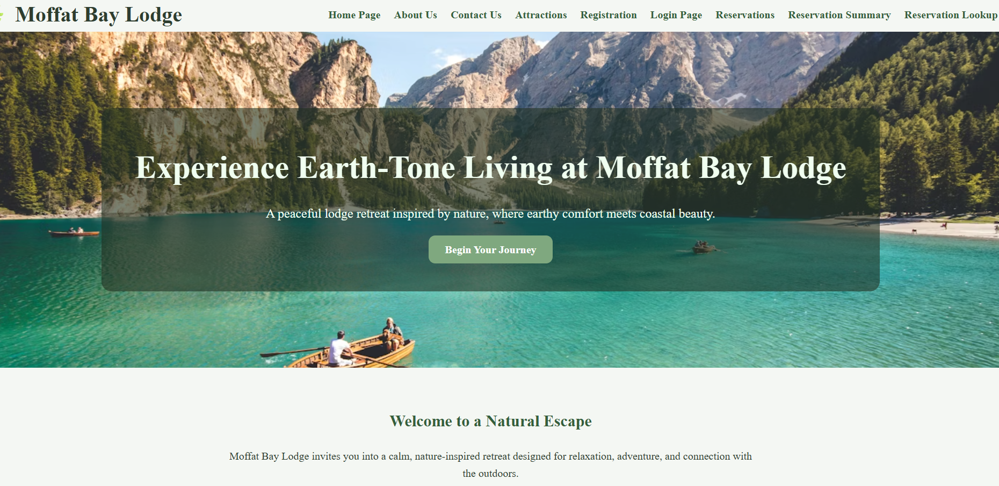 Moffat Bay Lodge
Home Page About Us Contact Us Attractions Registration Login Page Reservations Reservation Summary Reservation Lookup
Experience Earth-Tone Living at Moffat Bay Lodge
A peaceful lodge retreat inspired by nature, where earthy comfort meets coastal beauty.
Begin Your Journey
Welcome to a Natural Escape
Moffat Bay Lodge invites you into a calm, nature-inspired retreat designed for relaxation, adventure, and connection with
the outdoors.